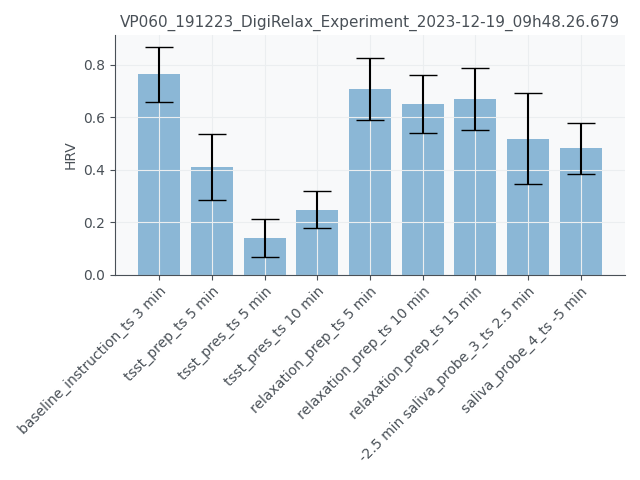 VP060_191223_DigiRelax_Experiment_2023-12-19_09h48.26.679
HRV
0.8
0.6
0.4
0.2
0.0
baseline_instruction_ts 3 min
tsst_prep_ts 5 min
tsst_pres_ts 5 min
tsst_pres_ts 10 min
relaxation_prep_ts 5 min
relaxation_prep_ts 10 min
relaxation_prep_ts 15 min
-2.5 min saliva_probe_3_ts 2.5 min
saliva_probe_4_ts -5 min